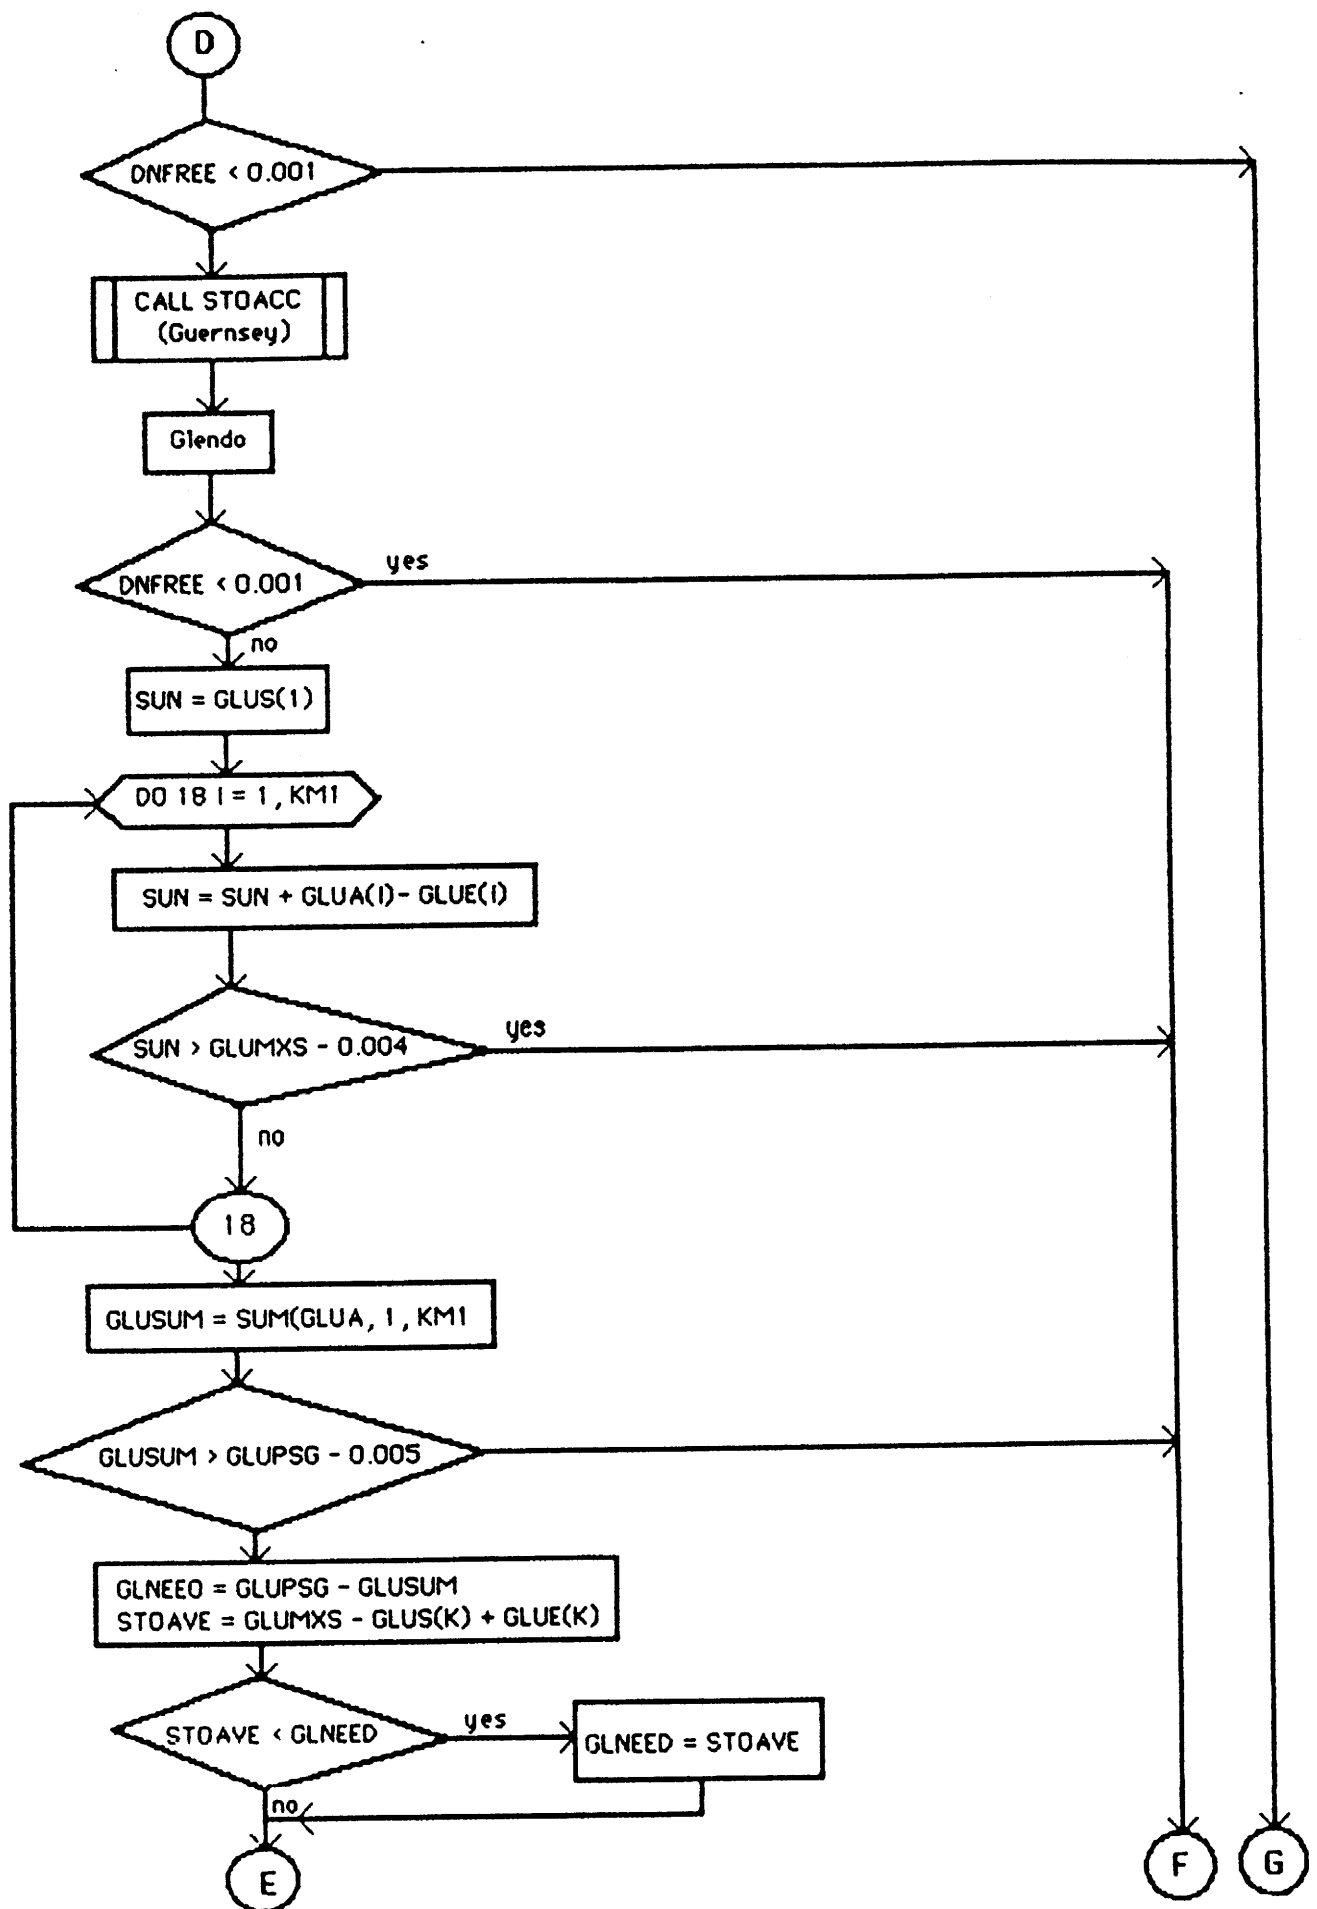 D
DNFREE < 0.001
CALL STOACC
(Guernsey)
Glendo
DNFREE < 0.001
yes
no
SUN = GLUS(1)
DO 18 I = 1, KM1
SUN = SUN + GLUA(I) - GLUE(I)
SUN > GLUMXS - 0.004
yes
no
18
GLUSUM = SUM(GLUA, 1, KM1
GLUSUM > GLUPSG - 0.005
GLNEED = GLUPSG - GLUSUM
STOAVE = GLUMXS - GLUS(K) + GLUE(K)
STOAVE < GLNEED
yes
GLNEED = STOAVE
no
E
F
G